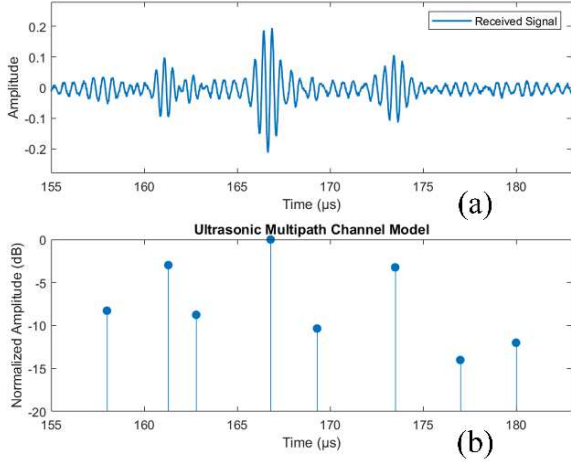 Received Signal
0.2
0.1
0
-0.1
-0.2
Amplitude
155 160 165 170 175 180
Time (µs)
(a)
Ultrasonic Multipath Channel Model
0
-5
-10
-15
-20
Normalized Amplitude (dB)
155 160 165 170 175 180
Time (µs)
(b)